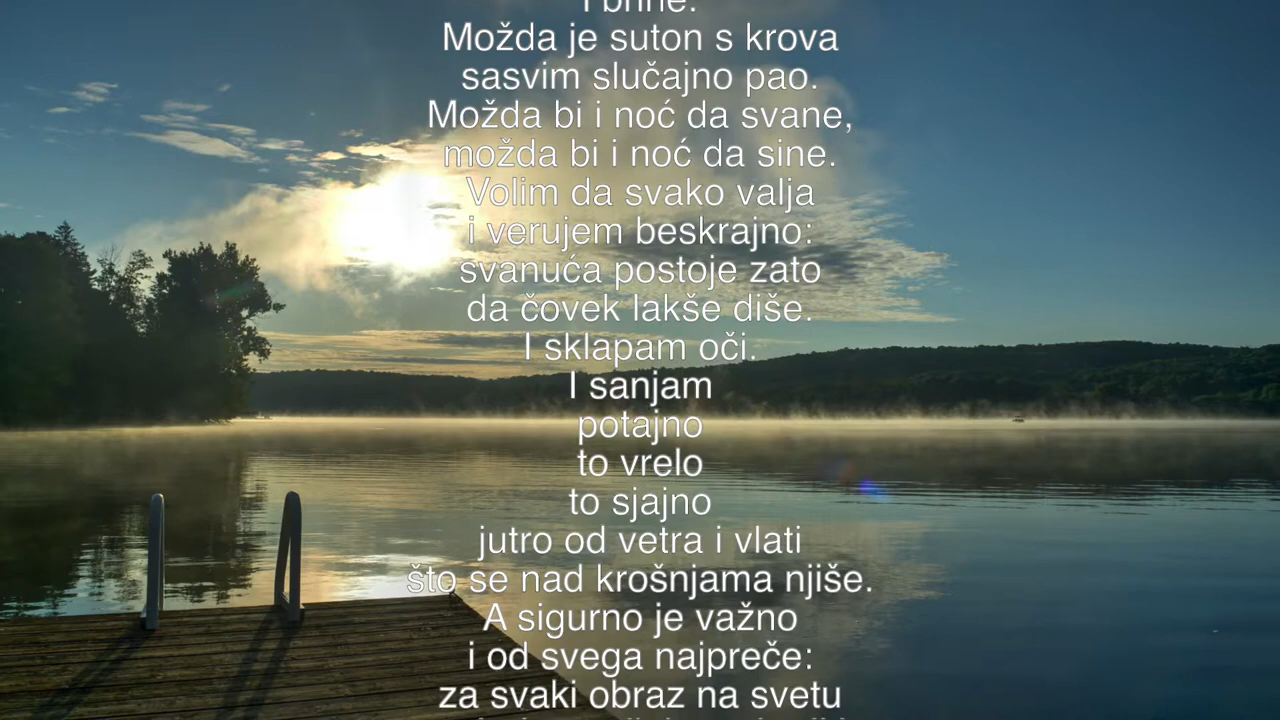 i brine.
Možda je suton s krova
sasvim slučajno pao.
Možda bi i noć da svane,
možda bi i noć da sine.
Volim da svako valja
i verujem beskrajno:
svanuća postoje zato
da čovek lakše diše.
I sklapam oči.
I sanjam
potajno
to vrelo
to sjajno
jutro od vetra i vlati
što se nad krošnjama njiše.
A sigurno je važno
i od svega najpreče:
za svaki obraz na svetu